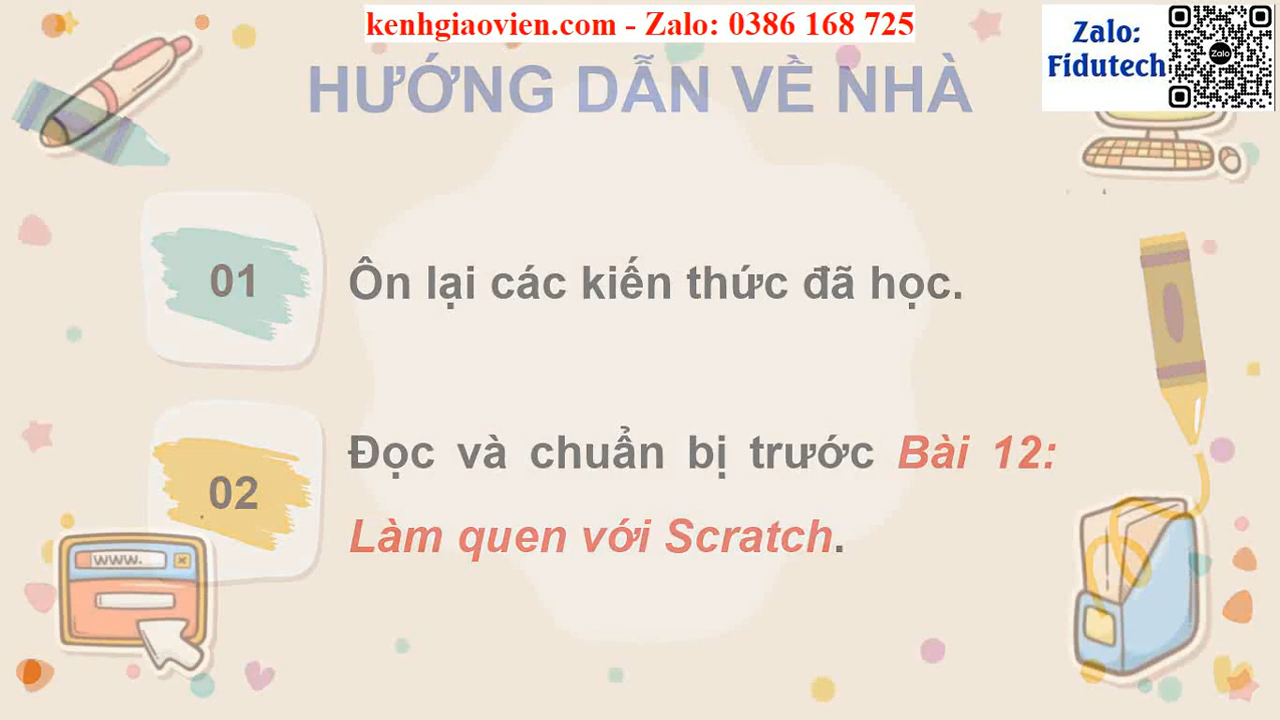 kenhgiaovien.com - Zalo: 0386 168 725
Zalo:
Fidutech
Zalo
HƯỚNG DẪN VỀ NHÀ
01
Ôn lại các kiến thức đã học.
02
Đọc và chuẩn bị trước Bài 12:
Làm quen với Scratch.
www.